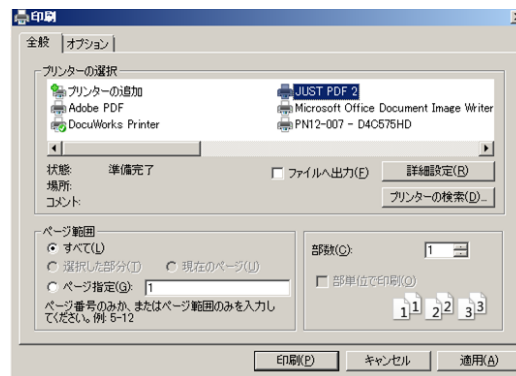 印刷
全般 オプション
プリンターの選択
プリンターの追加 JUST PDF 2
Adobe PDF Microsoft Office Document Image Writer
DocuWorks Printer PN12-007 - D4C575HD
状態: 準備完了 ファイルへ出力(F) 詳細設定(R)
場所:
コメント: プリンターの検索(D)...
ページ範囲
すべて(L) 部数(C): 1
選択した部分(T) 現在のページ(U)
ページ指定(G): 1 部単位で印刷(O)
ページ番号のみか、またはページ範囲のみを入力し
てください。例: 5-12
1 1 2 2 3 3
印刷(P) キャンセル 適用(A)